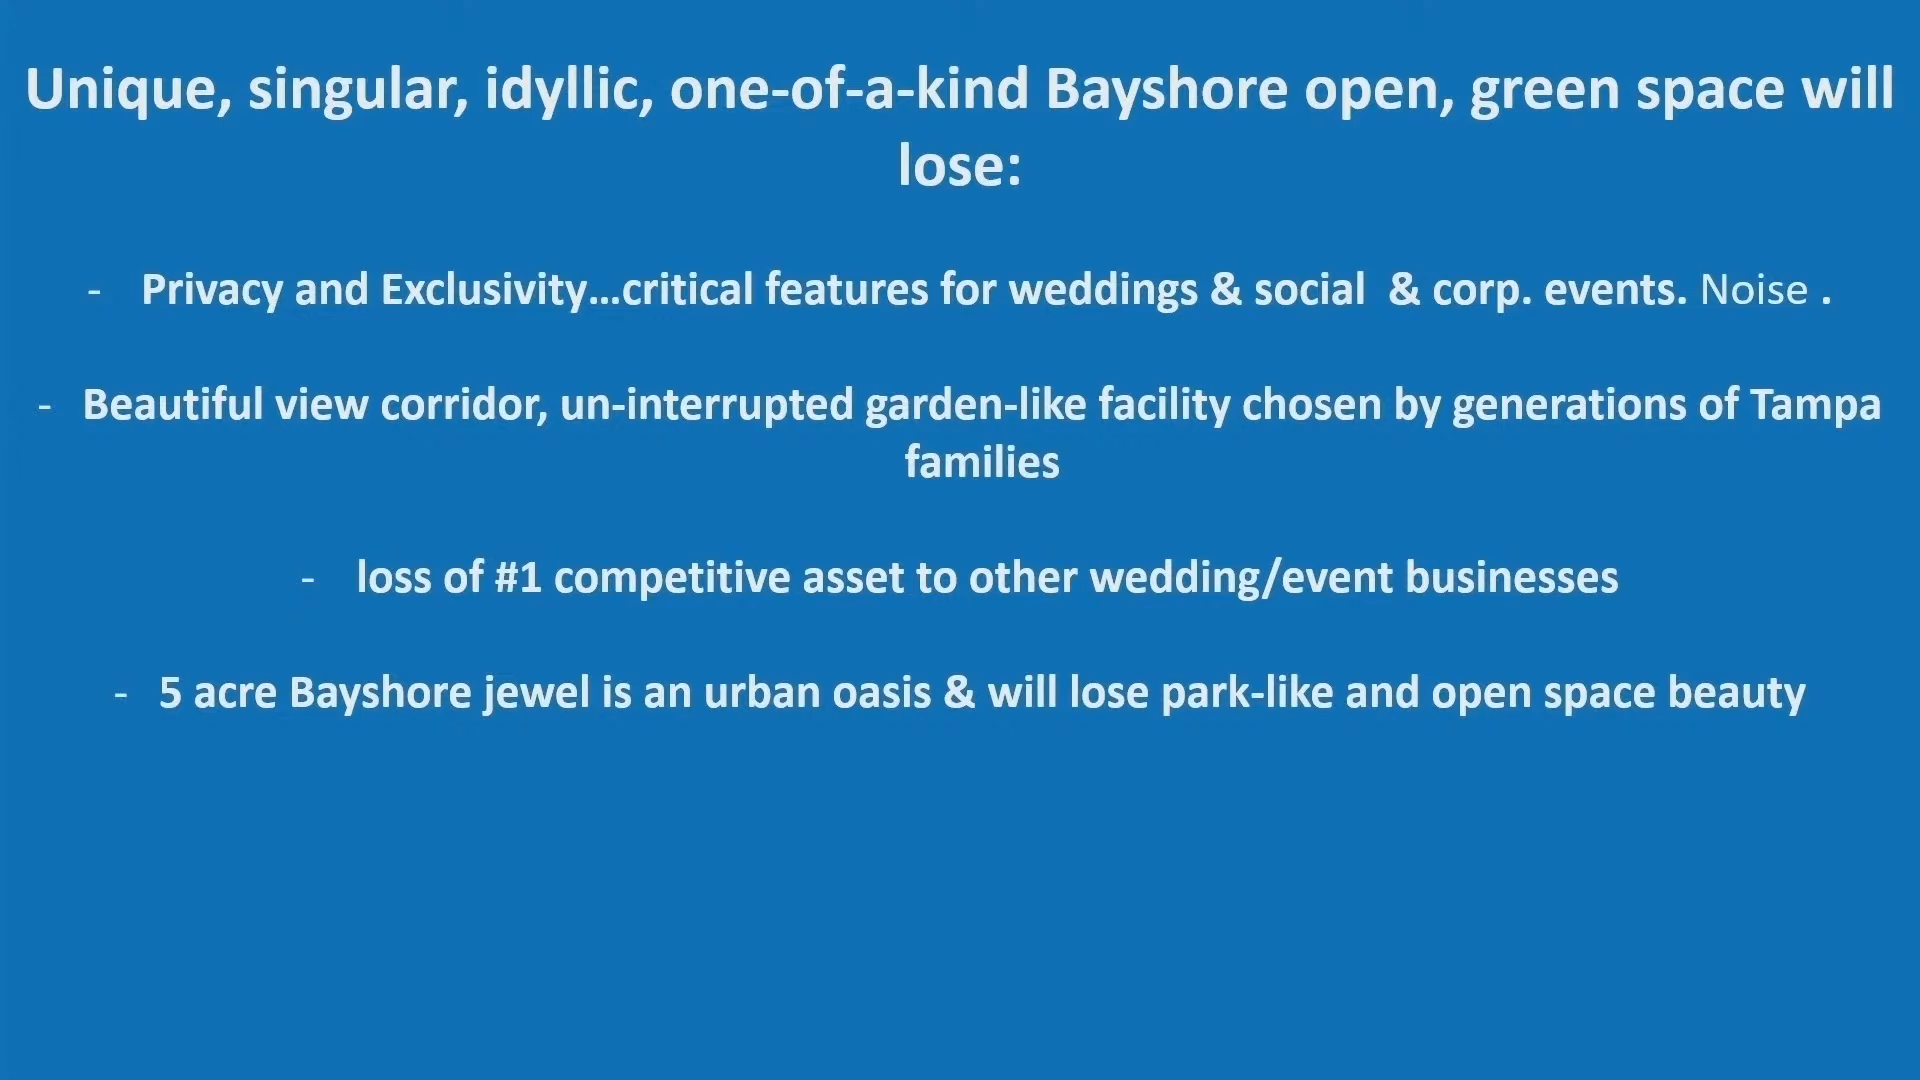 Unique, singular, idyllic, one-of-a-kind Bayshore open, green space will
lose:
- Privacy and Exclusivity...critical features for weddings & social  & corp. events. Noise .
- Beautiful view corridor, un-interrupted garden-like facility chosen by generations of Tampa
families
- loss of #1 competitive asset to other wedding/event businesses
- 5 acre Bayshore jewel is an urban oasis & will lose park-like and open space beauty